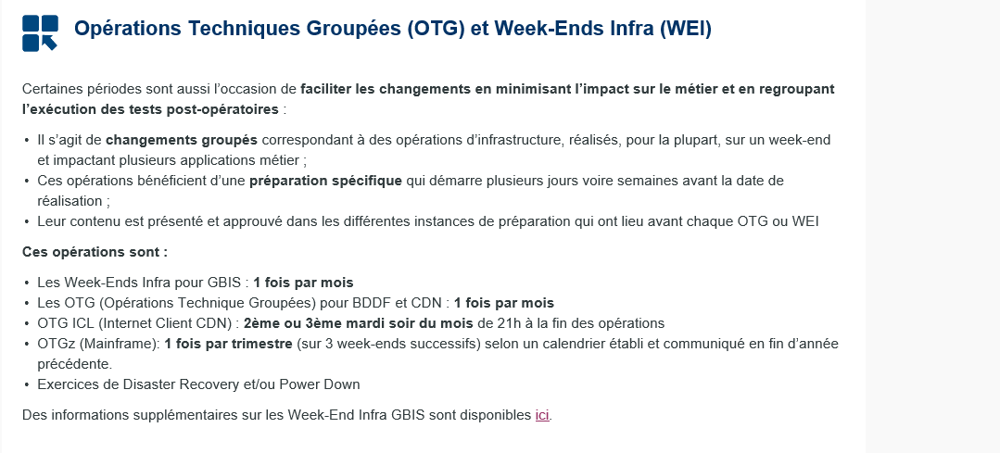 Opérations Techniques Groupées (OTG) et Week-Ends Infra (WEI)
Certaines périodes sont aussi l’occasion de faciliter les changements en minimisant l’impact sur le métier et en regroupant
l’exécution des tests post-opératoires :
• Il s’agit de changements groupés correspondant à des opérations d’infrastructure, réalisés, pour la plupart, sur un week-end
et impactant plusieurs applications métier ;
• Ces opérations bénéficient d’une préparation spécifique qui démarre plusieurs jours voire semaines avant la date de
réalisation ;
• Leur contenu est présenté et approuvé dans les différentes instances de préparation qui ont lieu avant chaque OTG ou WEI
Ces opérations sont :
• Les Week-Ends Infra pour GBIS : 1 fois par mois
• Les OTG (Opérations Technique Groupées) pour BDDF et CDN : 1 fois par mois
• OTG ICL (Internet Client CDN) : 2ème ou 3ème mardi soir du mois de 21h à la fin des opérations
• OTGz (Mainframe): 1 fois par trimestre (sur 3 week-ends successifs) selon un calendrier établi et communiqué en fin d’année
précédente.
• Exercices de Disaster Recovery et/ou Power Down
Des informations supplémentaires sur les Week-End Infra GBIS sont disponibles ici.